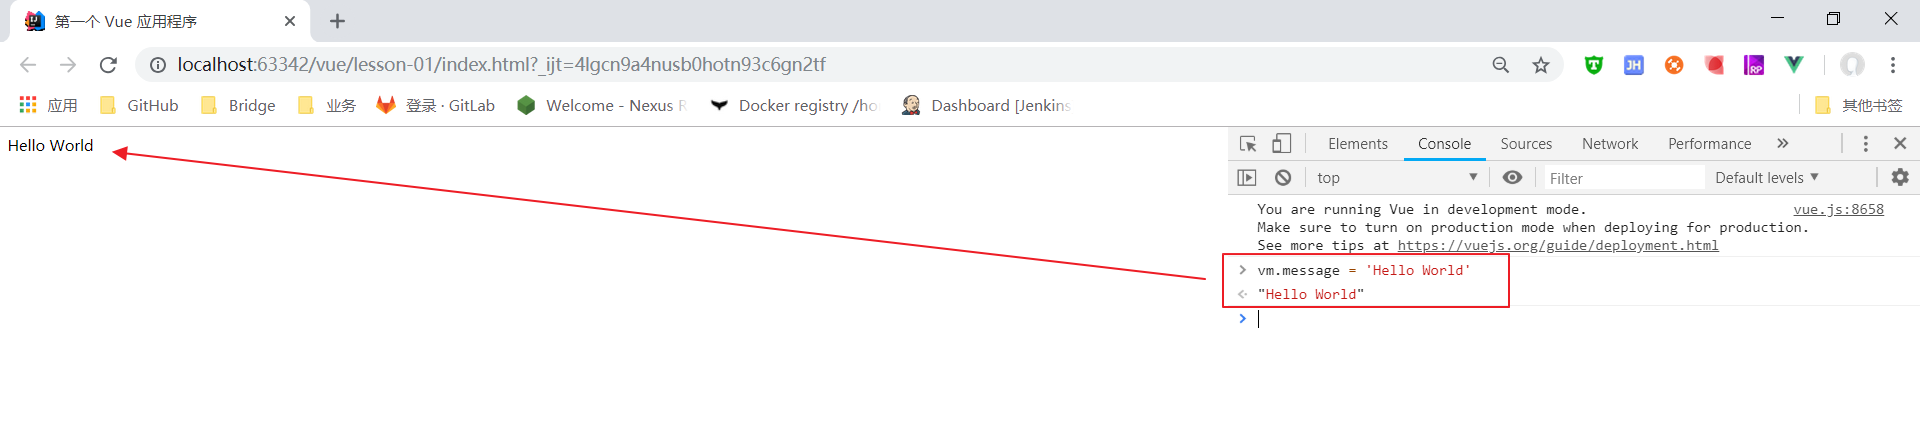 第一个 Vue 应用程序
localhost:63342/vue/lesson-01/index.html?_ijt=4lgcn9a4nusb0hotn93c6gn2tf
JH
RP
应用 GitHub Bridge 业务 登录 · GitLab Welcome - Nexus R Docker registry /ho Dashboard [Jenkins 其他书签
Hello World
Elements Console Sources Network Performance
top Filter Default levels
You are running Vue in development mode. vue.js:8658
Make sure to turn on production mode when deploying for production.
See more tips at https://vuejs.org/guide/deployment.html
vm.message = 'Hello World'
"Hello World"